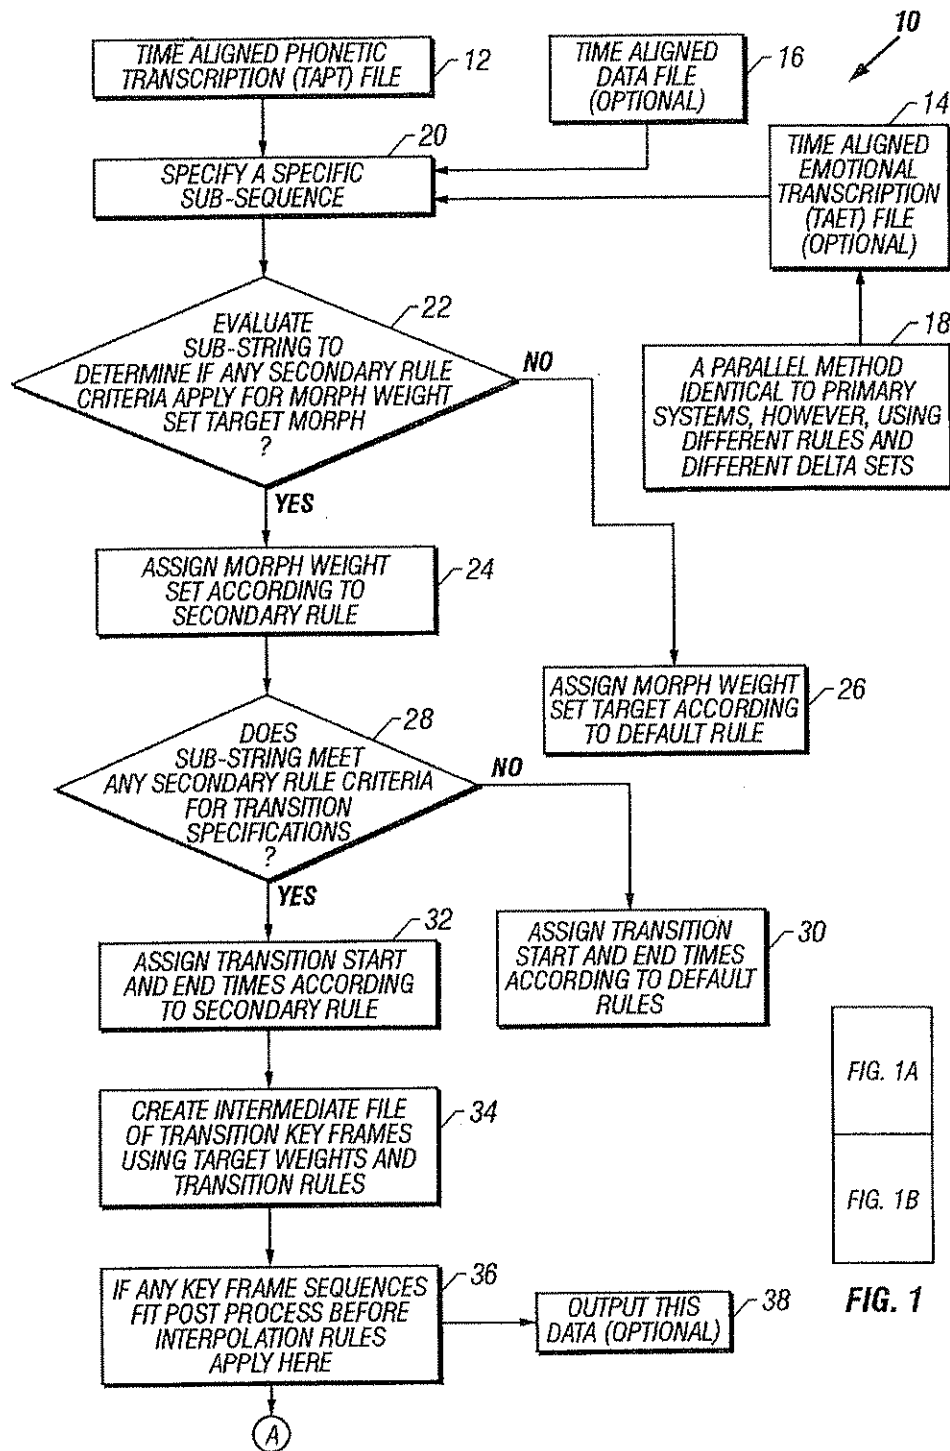 10
TIME ALIGNED PHONETIC
TRANSCRIPTION (TAPT) FILE
12
TIME ALIGNED
DATA FILE
(OPTIONAL)
16
14
TIME ALIGNED
EMOTIONAL
TRANSCRIPTION
(TAET) FILE
(OPTIONAL)
20
SPECIFY A SPECIFIC
SUB-SEQUENCE
22
EVALUATE
SUB-STRING TO
DETERMINE IF ANY SECONDARY RULE
CRITERIA APPLY FOR MORPH WEIGHT
SET TARGET MORPH
?
NO
YES
18
A PARALLEL METHOD
IDENTICAL TO PRIMARY
SYSTEMS, HOWEVER, USING
DIFFERENT RULES AND
DIFFERENT DELTA SETS
ASSIGN MORPH WEIGHT
SET ACCORDING TO
SECONDARY RULE
24
ASSIGN MORPH WEIGHT
SET TARGET ACCORDING
TO DEFAULT RULE
26
28
DOES
SUB-STRING MEET
ANY SECONDARY RULE CRITERIA
FOR TRANSITION
SPECIFICATIONS
?
NO
YES
32
ASSIGN TRANSITION START
AND END TIMES ACCORDING
TO SECONDARY RULE
ASSIGN TRANSITION
START AND END TIMES
ACCORDING TO DEFAULT
RULES
30
CREATE INTERMEDIATE FILE
OF TRANSITION KEY FRAMES
USING TARGET WEIGHTS AND
TRANSITION RULES
34
IF ANY KEY FRAME SEQUENCES
FIT POST PROCESS BEFORE
INTERPOLATION RULES
APPLY HERE
36
OUTPUT THIS
DATA (OPTIONAL)
38
A
FIG. 1A
FIG. 1B
FIG. 1